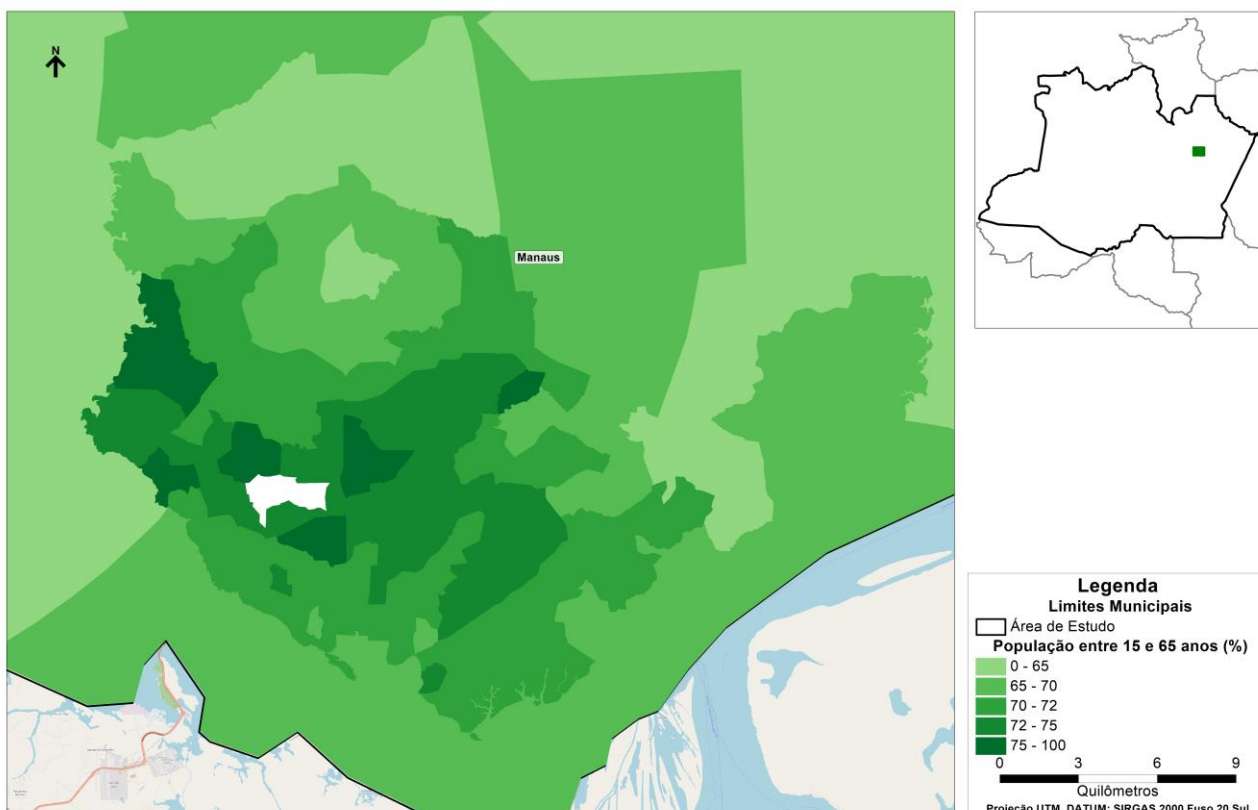 N
Manaus
Legenda
Limites Municipais
Área de Estudo
População entre 15 e 65 anos (%)
0 - 65
65 - 70
70 - 72
72 - 75
75 - 100
0 3 6 9
Quilômetros
Projeção UTM, DATUM: SIRGAS 2000 Fuso 20 Sul